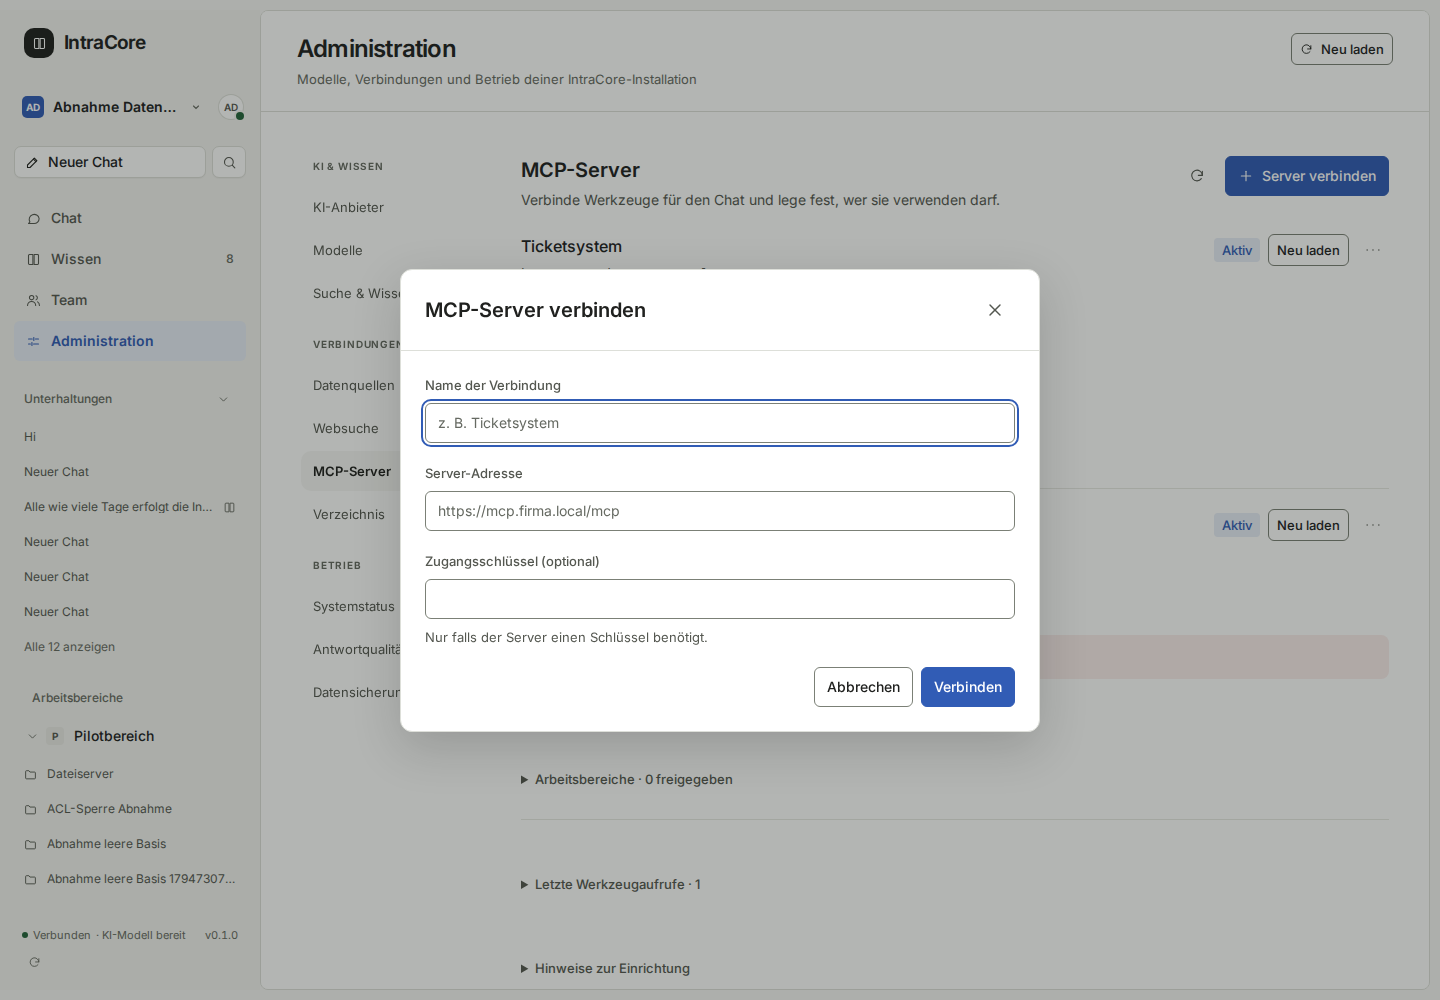 IntraCore
AD Abnahme Daten... AD
Neuer Chat
Chat
Wissen 8
Team
Administration
Unterhaltungen
Hi
Neuer Chat
Alle wie viele Tage erfolgt die In...
Neuer Chat
Neuer Chat
Neuer Chat
Alle 12 anzeigen
Arbeitsbereiche
P Pilotbereich
Dateiserver
ACL-Sperre Abnahme
Abnahme leere Basis
Abnahme leere Basis 17947307...
Verbunden · KI-Modell bereit v0.1.0
Administration
Modelle, Verbindungen und Betrieb deiner IntraCore-Installation
Neu laden
KI & WISSEN
KI-Anbieter
Modelle
Suche & Wisse
VERBINDUNGEN
Datenquellen
Websuche
MCP-Server
Verzeichnis
BETRIEB
Systemstatus
Antwortqualitä
Datensicherun
MCP-Server
Verbinde Werkzeuge für den Chat und lege fest, wer sie verwenden darf.
Server verbinden
Ticketsystem
Aktiv Neu laden ...
Aktiv Neu laden ...
Arbeitsbereiche · 0 freigegeben
Letzte Werkzeugaufrufe · 1
Hinweise zur Einrichtung
MCP-Server verbinden
Name der Verbindung
z. B. Ticketsystem
Server-Adresse
https://mcp.firma.local/mcp
Zugangsschlüssel (optional)
Nur falls der Server einen Schlüssel benötigt.
Abbrechen Verbinden